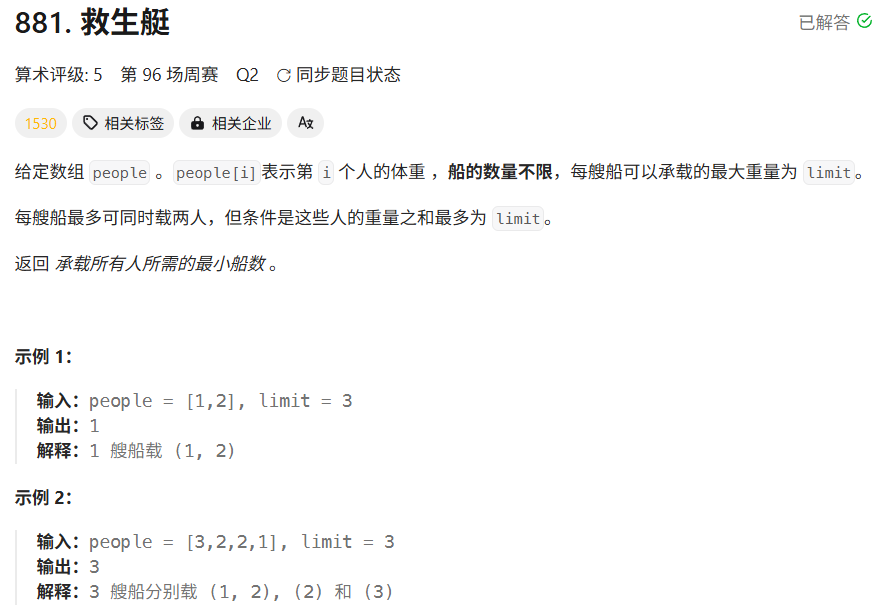 881. 救生艇
已解答
算术评级: 5 第 96 场周赛 Q2 同步题目状态
1530 相关标签 相关企业
给定数组 people 。people[i]表示第 i 个人的体重 ，船的数量不限，每艘船可以承载的最大重量为 limit。
每艘船最多可同时载两人，但条件是这些人的重量之和最多为 limit。
返回 承载所有人所需的最小船数 。
示例 1：
输入：people = [1,2], limit = 3
输出：1
解释：1 艘船载 (1, 2)
示例 2：
输入：people = [3,2,2,1], limit = 3
输出：3
解释：3 艘船分别载 (1, 2), (2) 和 (3)